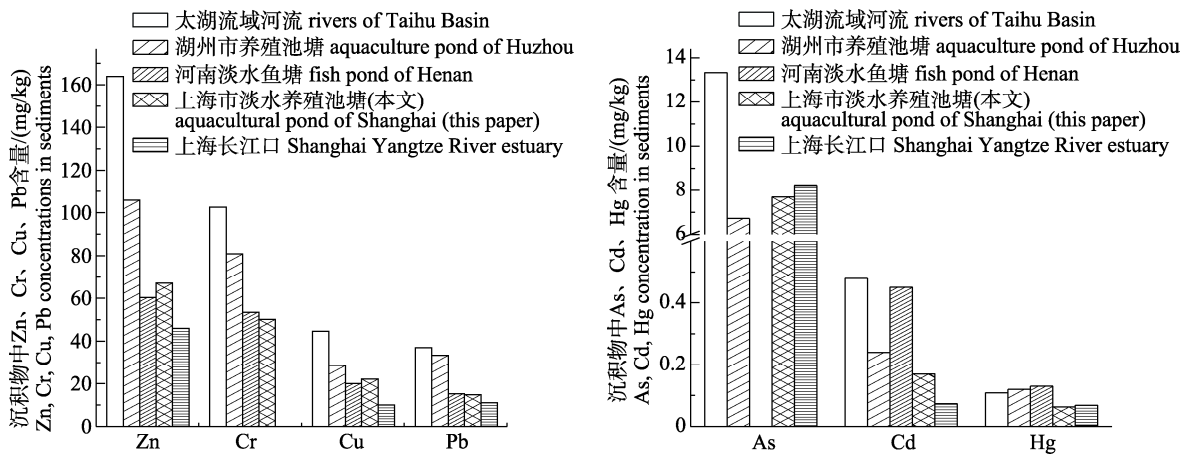 太湖流域河流 rivers of Taihu Basin
湖州市养殖池塘 aquaculture pond of Huzhou
河南淡水鱼塘 fish pond of Henan
上海市淡水养殖池塘(本文)
aquacultural pond of Shanghai (this paper)
上海长江口 Shanghai Yangtze River estuary
沉积物中Zn、Cr、Cu、Pb含量/(mg/kg)
Zn, Cr, Cu, Pb concentrations in sediments
160
140
120
100
80
60
40
20
0
Zn Cr Cu Pb
太湖流域河流 rivers of Taihu Basin
湖州市养殖池塘 aquaculture pond of Huzhou
河南淡水鱼塘 fish pond of Henan
上海市淡水养殖池塘(本文)
aquacultural pond of Shanghai (this paper)
上海长江口 Shanghai Yangtze River estuary
沉积物中As、Cd、Hg 含量/(mg/kg)
As, Cd, Hg concentration in sediments
14
12
10
8
6
0.4
0.2
0
As Cd Hg